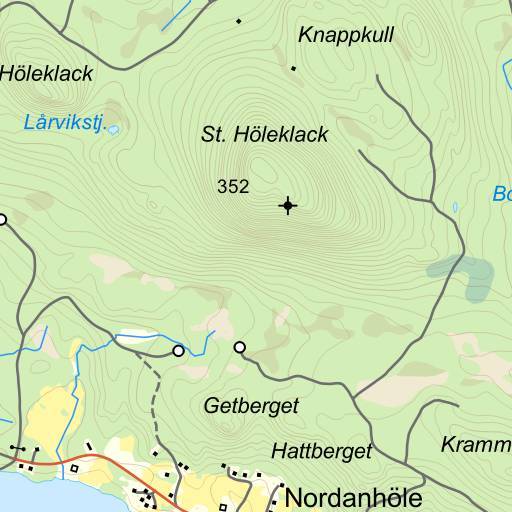 Knappkull
Höleklack
Lårvikstj.
St. Höleklack
352
Bo
Getberget
Hattberget
Kramm
Nordanhöle